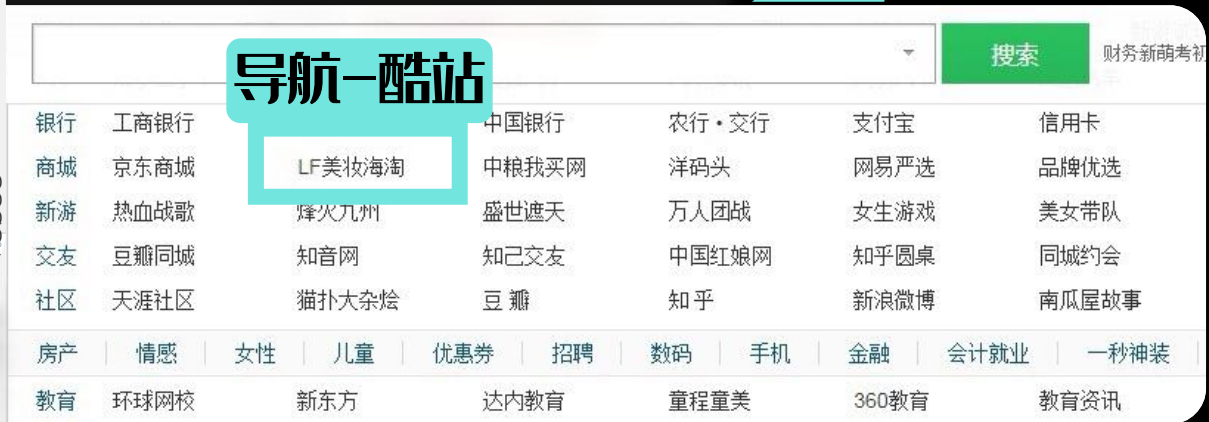 搜索 财务新萌考初
导航-酷站
银行 工商银行 中国银行 农行·交行 支付宝 信用卡
商城 京东商城 LF美妆海淘 中粮我买网 洋码头 网易严选 品牌优选
新游 热血战歌 烽火九州 盛世遮天 万人团战 女生游戏 美女带队
交友 豆瓣同城 知音网 知己交友 中国红娘网 知乎圆桌 同城约会
社区 天涯社区 猫扑大杂烩 豆瓣 知乎 新浪微博 南瓜屋故事
房产 情感 女性 儿童 优惠券 招聘 数码 手机 金融 会计就业 一秒神装
教育 环球网校 新东方 达内教育 童程童美 360教育 教育资讯